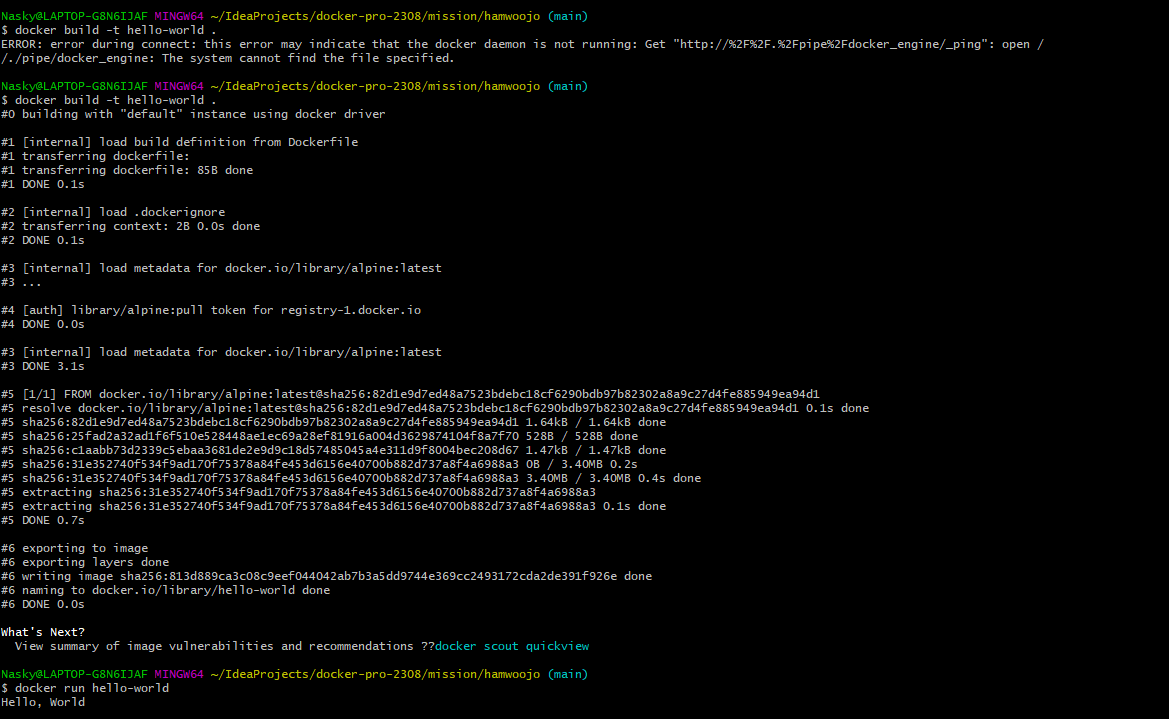 Nasky@LAPTOP-G8N6IJAF MINGW64 ~/IdeaProjects/docker-pro-2308/mission/hamwoojo (main)
$ docker build -t hello-world .
ERROR: error during connect: this error may indicate that the docker daemon is not running: Get "http://%2F%2F.%2Fpipe%2Fdocker_engine/_ping": open /
/./pipe/docker_engine: The system cannot find the file specified.
Nasky@LAPTOP-G8N6IJAF MINGW64 ~/IdeaProjects/docker-pro-2308/mission/hamwoojo (main)
$ docker build -t hello-world .
#0 building with "default" instance using docker driver
#1 [internal] load build definition from Dockerfile
#1 transferring dockerfile:
#1 transferring dockerfile: 85B done
#1 DONE 0.1s
#2 [internal] load .dockerignore
#2 transferring context: 2B 0.0s done
#2 DONE 0.1s
#3 [internal] load metadata for docker.io/library/alpine:latest
#3 ...
#4 [auth] library/alpine:pull token for registry-1.docker.io
#4 DONE 0.0s
#3 [internal] load metadata for docker.io/library/alpine:latest
#3 DONE 3.1s
#5 [1/1] FROM docker.io/library/alpine:latest@sha256:82d1e9d7ed48a7523bdebc18cf6290bdb97b82302a8a9c27d4fe885949ea94d1
#5 resolve docker.io/library/alpine:latest@sha256:82d1e9d7ed48a7523bdebc18cf6290bdb97b82302a8a9c27d4fe885949ea94d1 0.1s done
#5 sha256:82d1e9d7ed48a7523bdebc18cf6290bdb97b82302a8a9c27d4fe885949ea94d1 1.64kB / 1.64kB done
#5 sha256:25fad2a32ad1f6f510e528448ae1ec69a28ef81916a004d3629874104f8a7f70 528B / 528B done
#5 sha256:c1aabb73d2339c5ebaa3681de2e9d9c18d57485045a4e311d9f8004bec208d67 1.47kB / 1.47kB done
#5 sha256:31e352740f534f9ad170f75378a84fe453d6156e40700b882d737a8f4a6988a3 0B / 3.40MB 0.2s
#5 sha256:31e352740f534f9ad170f75378a84fe453d6156e40700b882d737a8f4a6988a3 3.40MB / 3.40MB 0.4s done
#5 extracting sha256:31e352740f534f9ad170f75378a84fe453d6156e40700b882d737a8f4a6988a3
#5 extracting sha256:31e352740f534f9ad170f75378a84fe453d6156e40700b882d737a8f4a6988a3 0.1s done
#5 DONE 0.7s
#6 exporting to image
#6 exporting layers done
#6 writing image sha256:813d889ca3c08c9eef044042ab7b3a5dd9744e369cc2493172cda2de391f926e done
#6 naming to docker.io/library/hello-world done
#6 DONE 0.0s
What's Next?
View summary of image vulnerabilities and recommendations ??docker scout quickview
Nasky@LAPTOP-G8N6IJAF MINGW64 ~/IdeaProjects/docker-pro-2308/mission/hamwoojo (main)
$ docker run hello-world
Hello, World